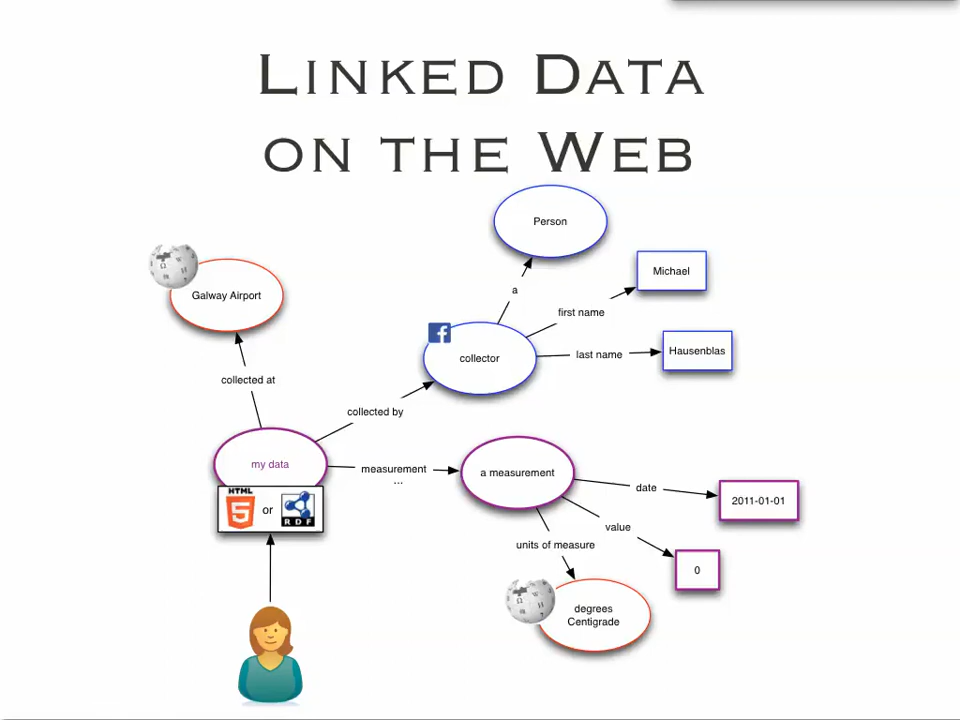 LINKED DATA
ON THE WEB
Person
Galway Airport
a
Michael
first name
collector
last name
Hausenblas
collected at
collected by
my data
measurement
...
a measurement
date
2011-01-01
HTML
5
or
RDF
value
units of measure
0
degrees
Centigrade